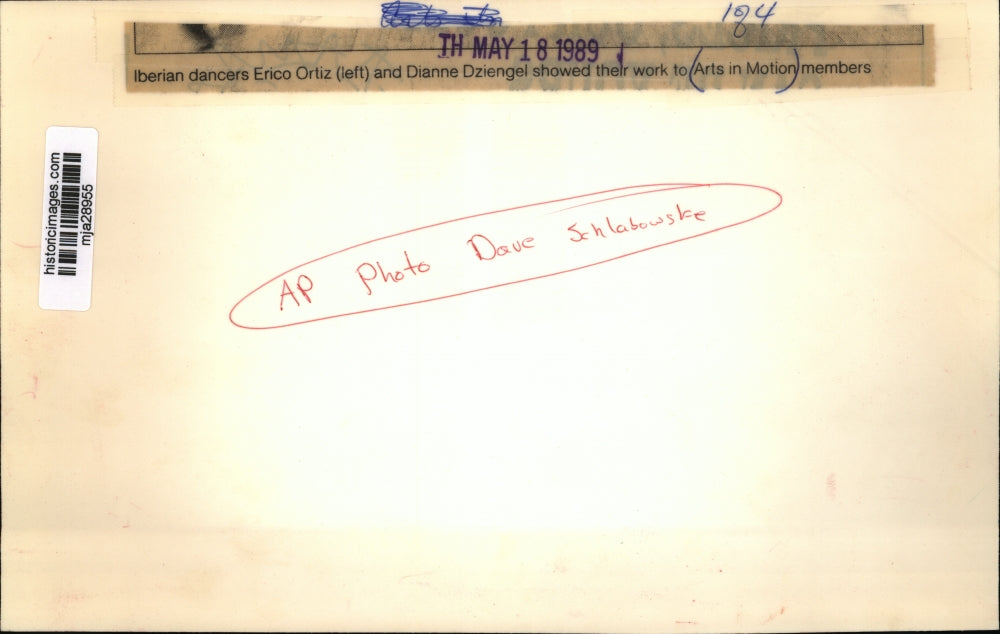 184
TH MAY 18 1989
Iberian dancers Erico Ortiz (left) and Dianne Dziengel showed their work to (Arts in Motion) members
historicimages.com
mja28955
AP Photo Dave Schlabowske